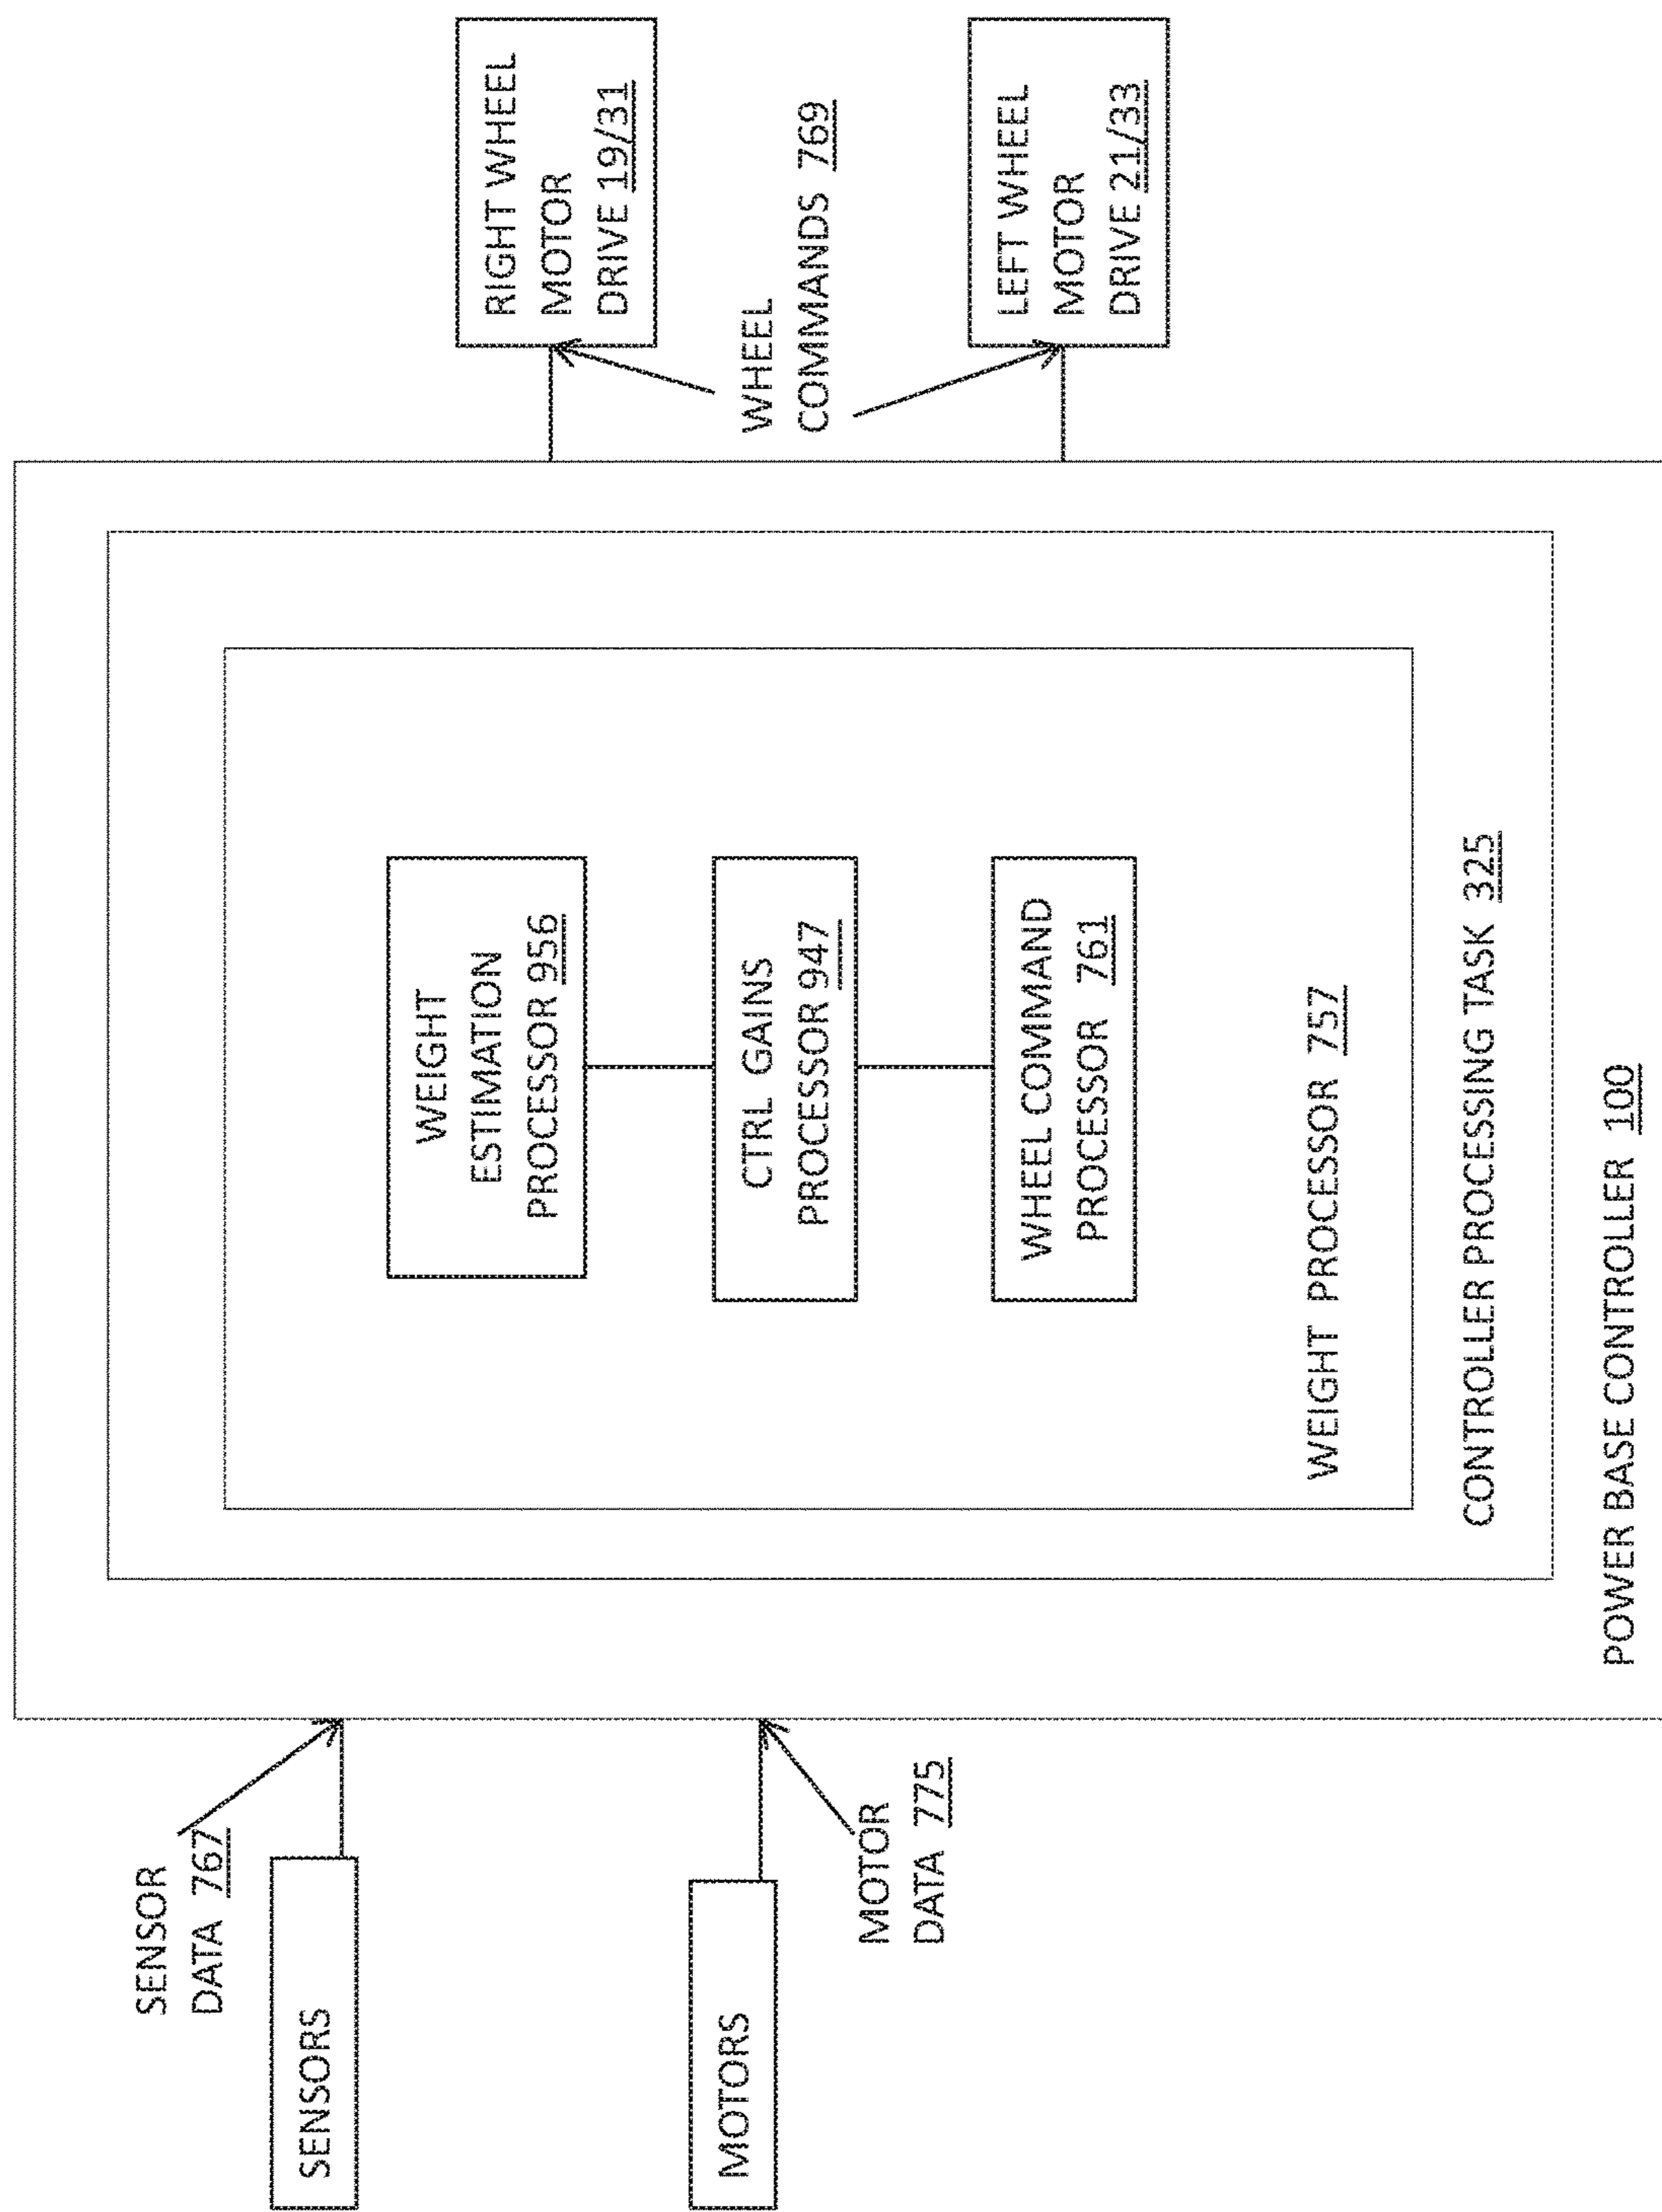 SENSOR
DATA 767
SENSORS
MOTORS
MOTOR
DATA 775
WEIGHT
ESTIMATION
PROCESSOR 956
CTRL GAINS
PROCESSOR 947
WHEEL COMMAND
PROCESSOR 761
WEIGHT PROCESSOR 757
CONTROLLER PROCESSING TASK 325
POWER BASE CONTROLLER 100
RIGHT WHEEL
MOTOR
DRIVE 19/31
WHEEL
COMMANDS 769
LEFT WHEEL
MOTOR
DRIVE 21/33